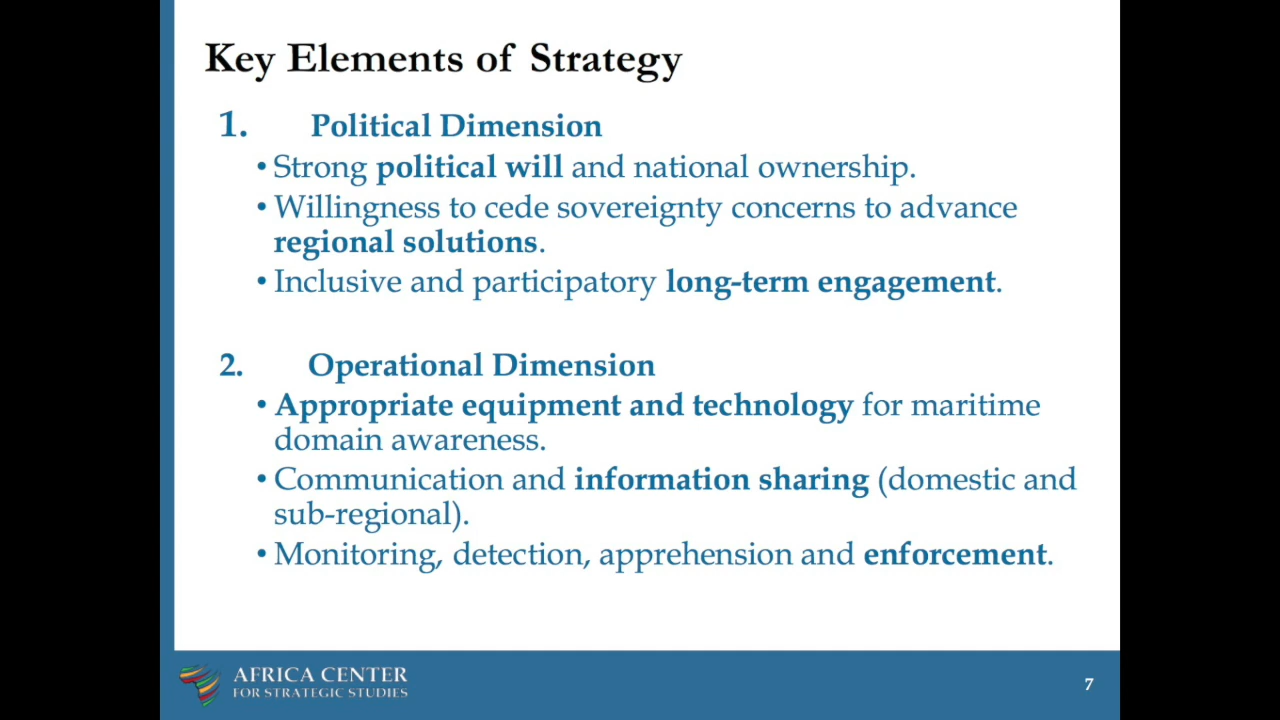 Key Elements of Strategy
1. Political Dimension
• Strong political will and national ownership.
• Willingness to cede sovereignty concerns to advance
regional solutions.
• Inclusive and participatory long-term engagement.
2. Operational Dimension
• Appropriate equipment and technology for maritime
domain awareness.
• Communication and information sharing (domestic and
sub-regional).
• Monitoring, detection, apprehension and enforcement.
AFRICA CENTER
FOR STRATEGIC STUDIES
7